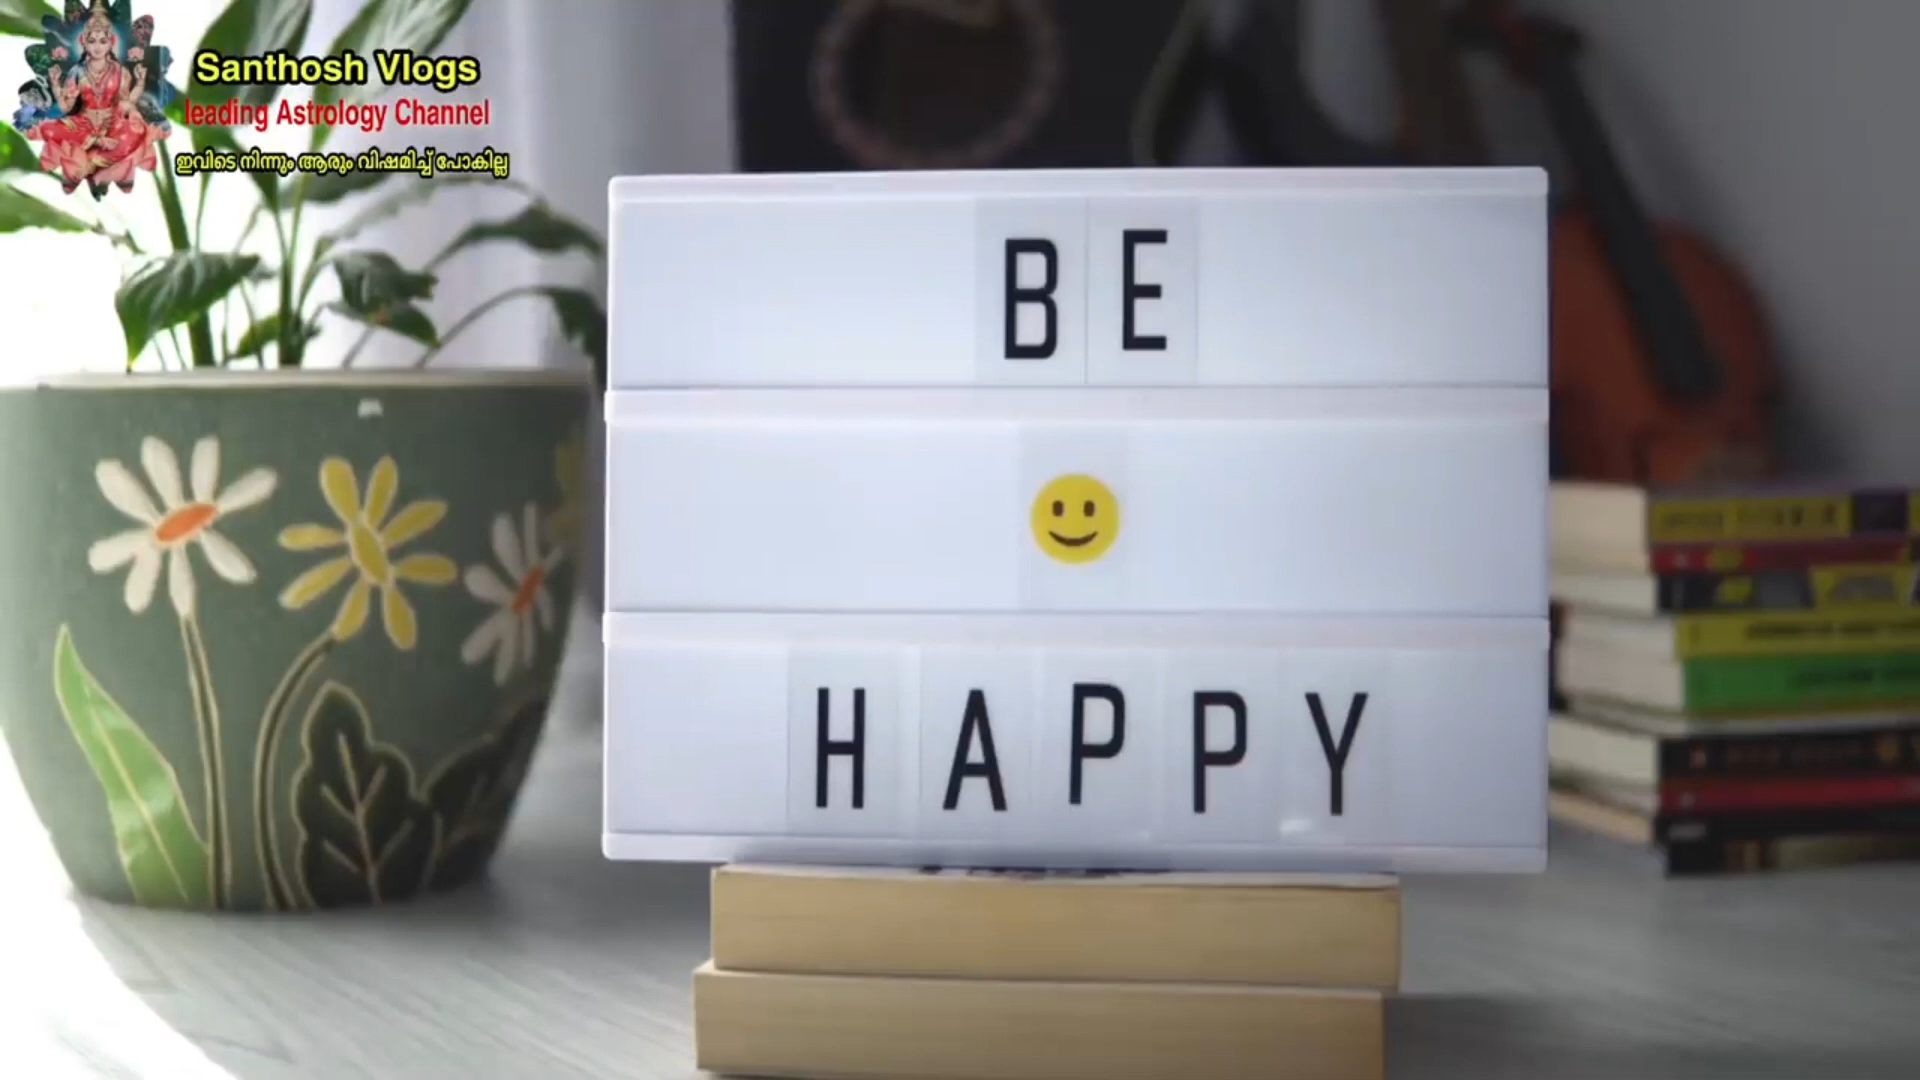 Santhosh Vlogs
leading Astrology Channel
ഇവിടെ നിന്നും ആരും വിഷമിച്ച് പോകില്ല
BE
🙂
HAPPY